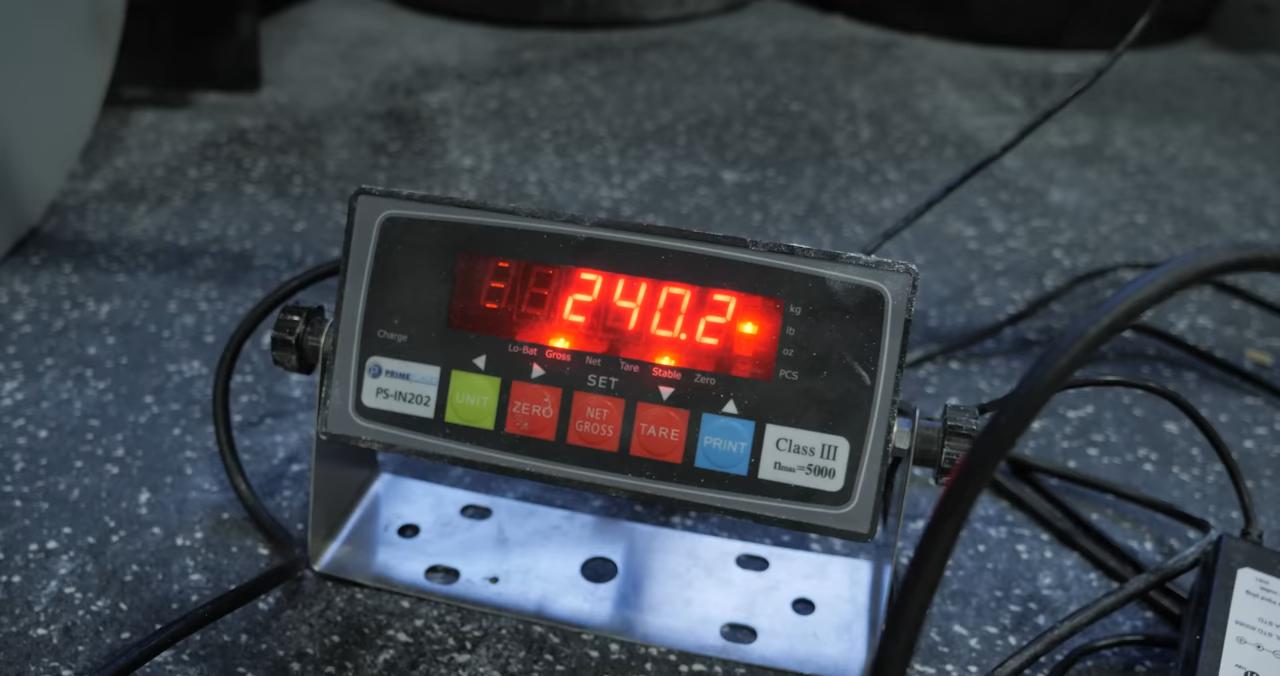 240.2
kg
lb
oz
PCS
Charge
Lo-Bat Gross Net Tare Stable Zero
SET
PRIME
PS-IN202
UNIT
ZERO
NET
GROSS
TARE
PRINT
Class III
nmax=5000